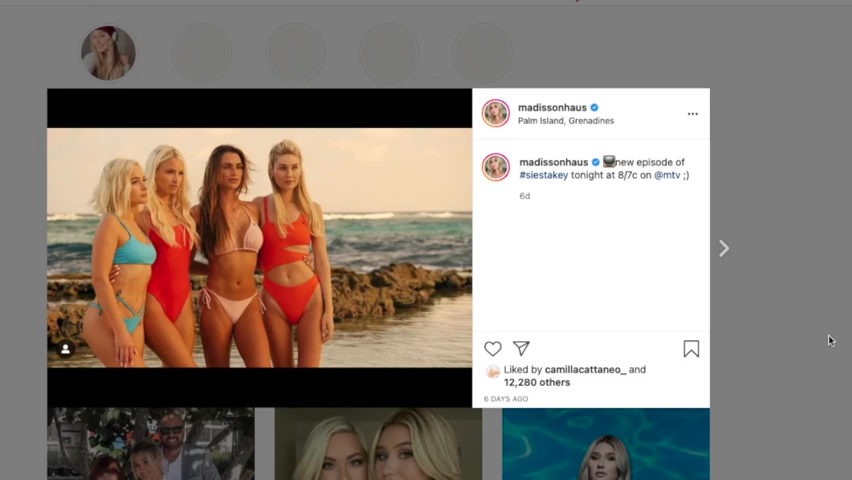 madissonhaus
Palm Island, Grenadines
madissonhaus new episode of
#siestakey tonight at 8/7c on @mtv ;)
6d
Liked by camillacattaneo_ and
12,280 others
6 DAYS AGO